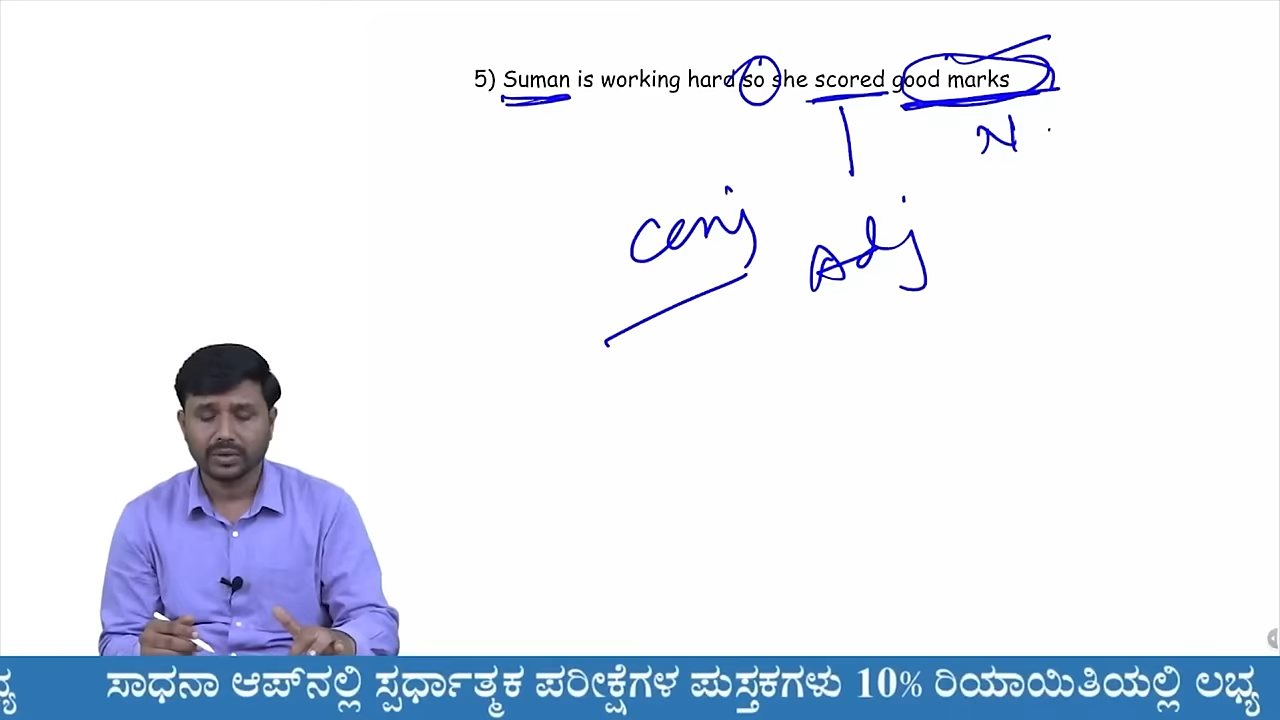 5) Suman is working hard so she scored good marks
N
Conj Adj
ಸಾಧನಾ ಆಪ್‌ನಲ್ಲಿ ಸ್ಪರ್ಧಾತ್ಮಕ ಪರೀಕ್ಷೆಗಳ ಪುಸ್ತಕಗಳು 10% ರಿಯಾಯಿತಿಯಲ್ಲಿ ಲಭ್ಯ